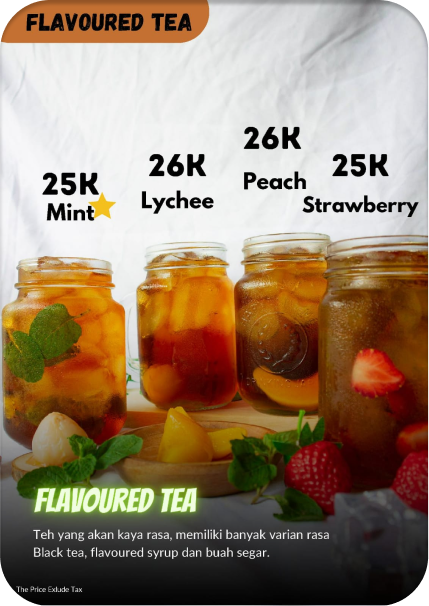 FLAVOURED TEA
26K
Peach
26K
Lychee
25K
Strawberry
25K
Mint
FLAVOURED TEA
Teh yang akan kaya rasa, memiliki banyak varian rasa
Black tea, flavoured syrup dan buah segar.
The Price Exlude Tax